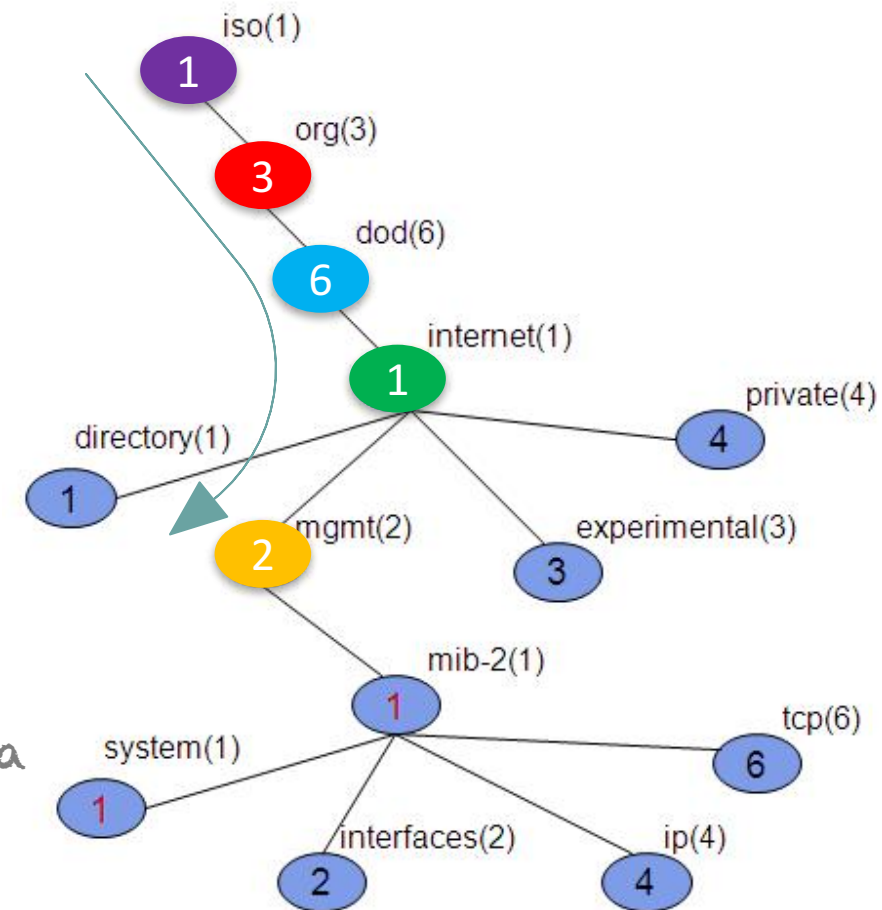 iso(1)
1
org(3)
3
dod(6)
6
internet(1)
1
private(4)
4
directory(1)
1
mgmt(2)
2
experimental(3)
3
mib-2(1)
1
tcp(6)
6
a
system(1)
1
interfaces(2)
2
ip(4)
4